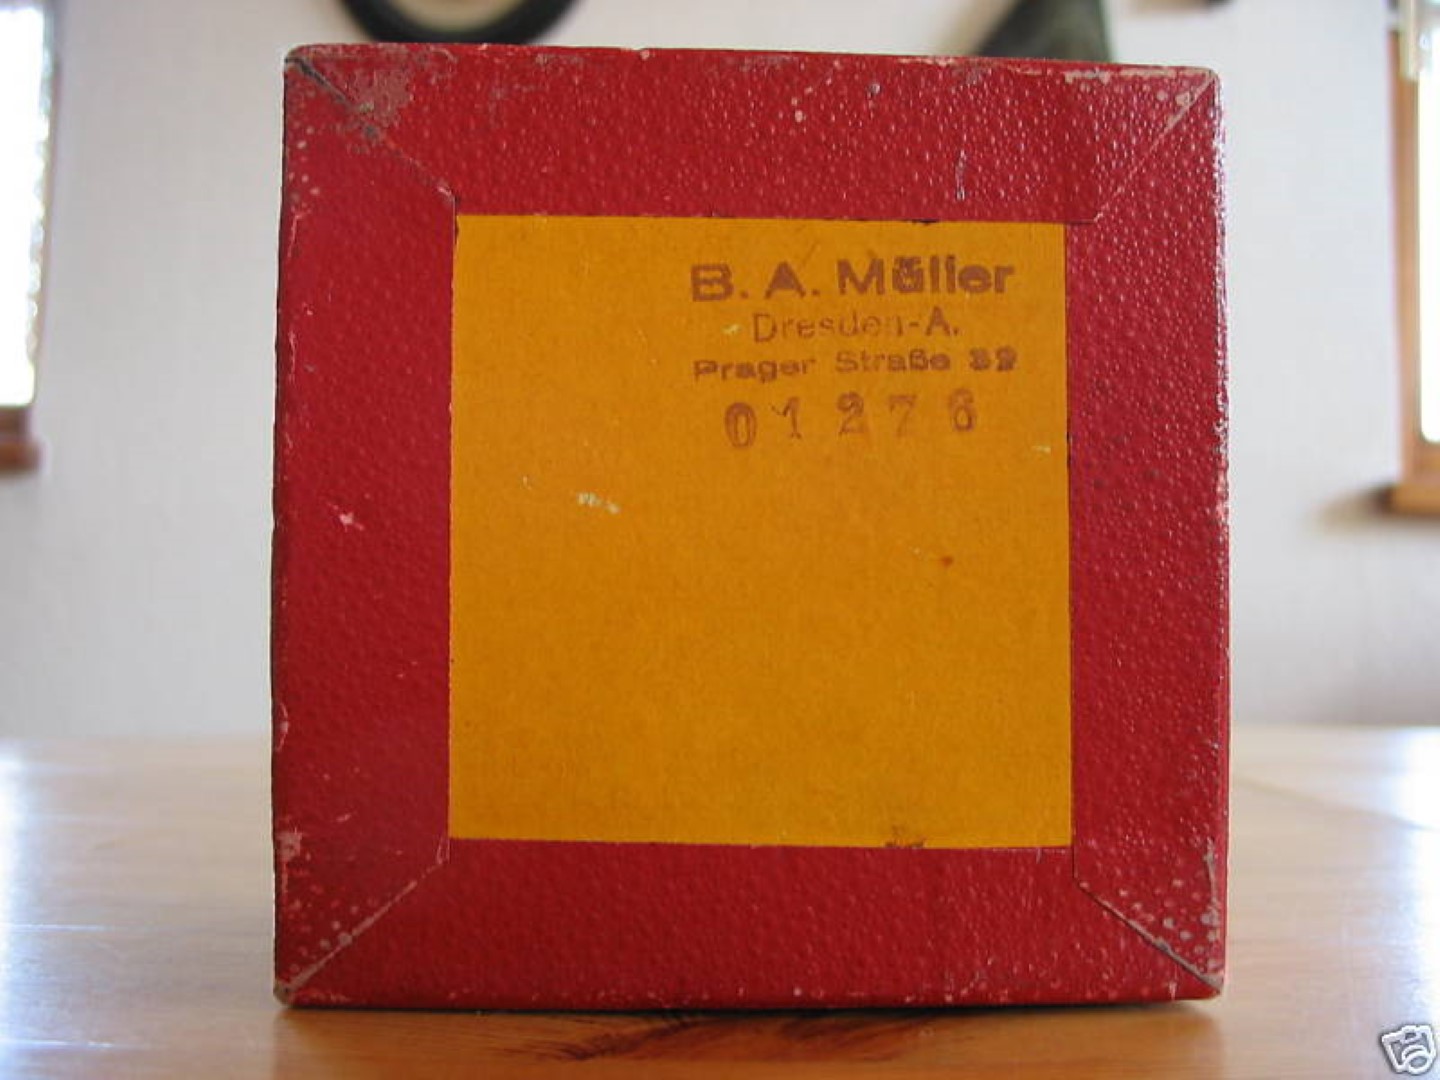 B. A. Müller
Dresden-A.
Prager Straße 32
01276